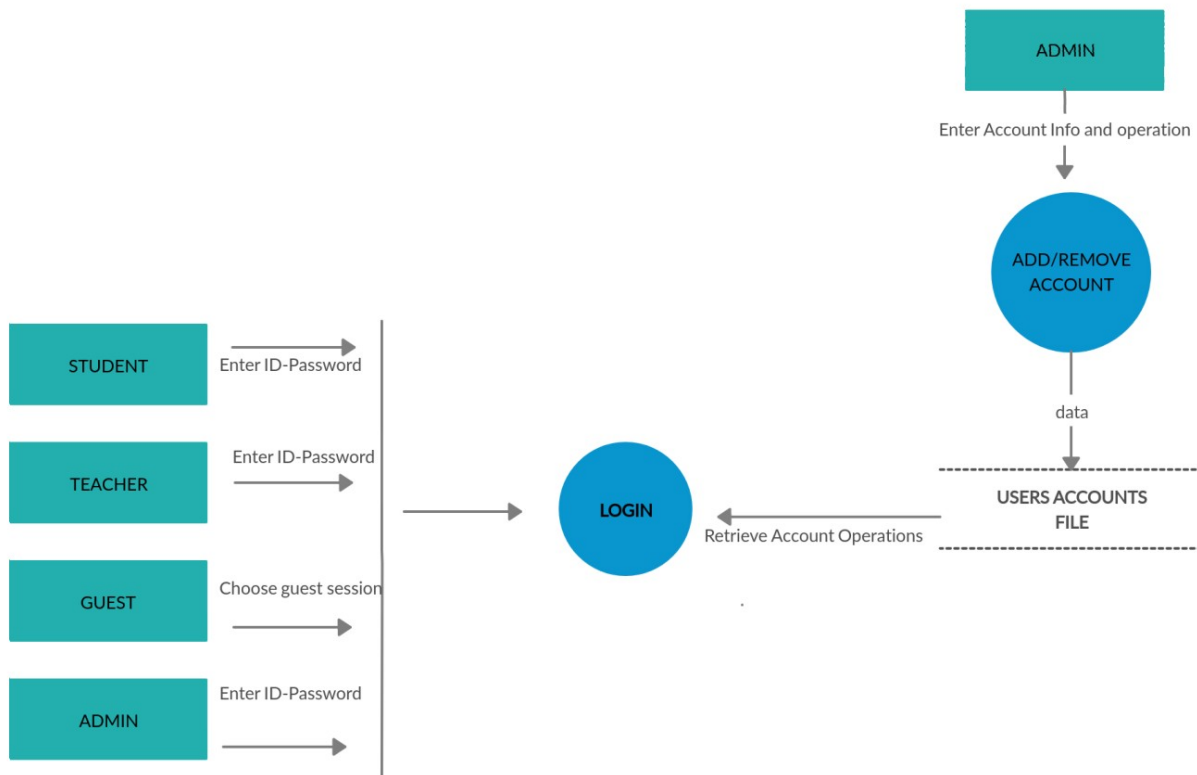 ADMIN
Enter Account Info and operation
ADD/REMOVE
ACCOUNT
STUDENT
Enter ID-Password
data
TEACHER
Enter ID-Password
LOGIN
USERS ACCOUNTS
FILE
Retrieve Account Operations
GUEST
Choose guest session
ADMIN
Enter ID-Password